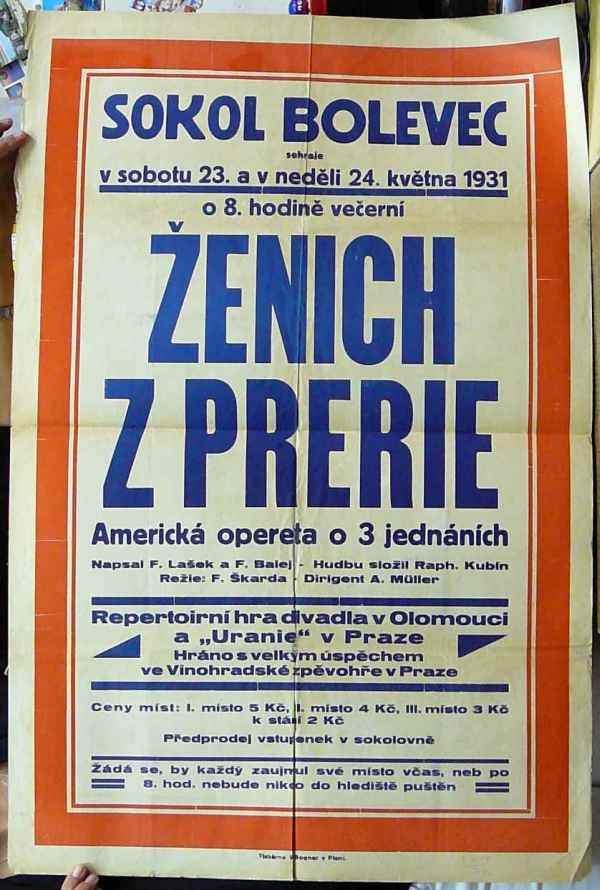 SOKOL BOLEVEC
sehraje
v sobotu 23. a v neděli 24. května 1931
o 8. hodině večerní
ŽENICH
Z PRERIE
Americká opereta o 3 jednáních
Napsal F. Lašek a F. Balej - Hudbu složil Raph. Kubín
Režie: F. Škarda - Dirigent A. Müller
Repertoirní hra divadla v Olomouci
a „Uranie“ v Praze
Hráno s velkým úspěchem
ve Vinohradské zpěvohře v Praze
Ceny míst: I. místo 5 Kč, II. místo 4 Kč, III. místo 3 Kč
k stání 2 Kč
Předprodej vstupenek v sokolovně
Žádá se, by každý zaujmul své místo včas, neb po
8. hod. nebude nikdo do hlediště puštěn
Tiskárna v Plzni.